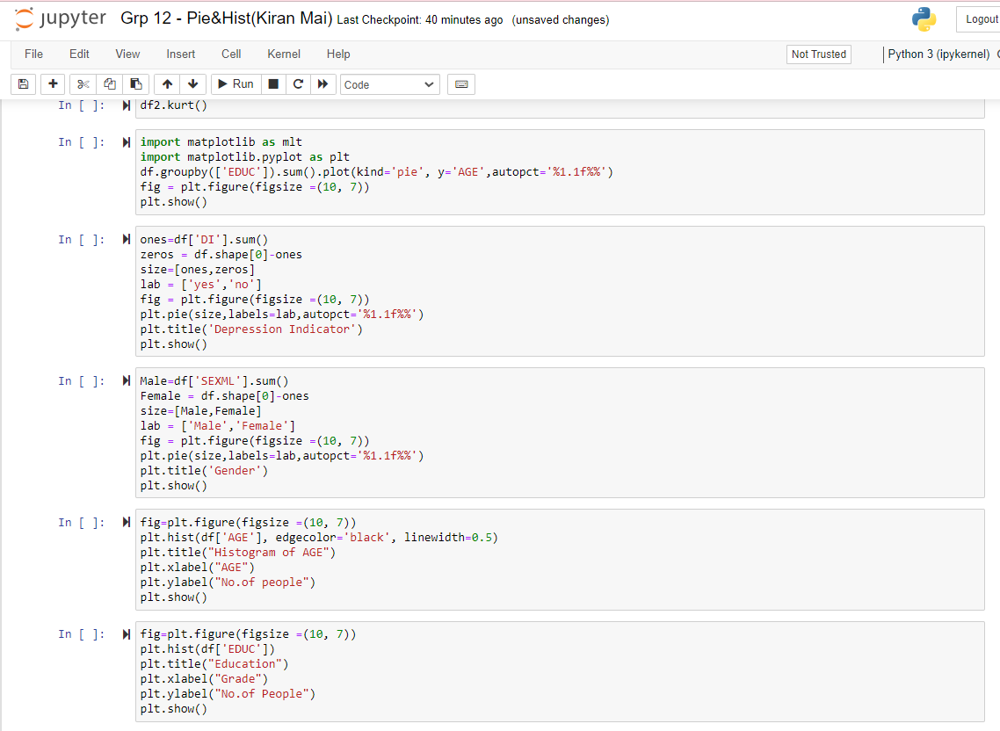 jupyter Grp 12 - Pie&Hist(Kiran Mai) Last Checkpoint: 40 minutes ago (unsaved changes) Logout
File Edit View Insert Cell Kernel Help Not Trusted Python 3 (ipykernel)
Run Code
In [ ]: df2.kurt()
In [ ]: import matplotlib as mlt
import matplotlib.pyplot as plt
df.groupby(['EDUC']).sum().plot(kind='pie', y='AGE',autopct='%1.1f%%')
fig = plt.figure(figsize =(10, 7))
plt.show()
In [ ]: ones=df['DI'].sum()
zeros = df.shape[0]-ones
size=[ones,zeros]
lab = ['yes','no']
fig = plt.figure(figsize =(10, 7))
plt.pie(size,labels=lab,autopct='%1.1f%%')
plt.title('Depression Indicator')
plt.show()
In [ ]: Male=df['SEXML'].sum()
Female = df.shape[0]-ones
size=[Male,Female]
lab = ['Male','Female']
fig = plt.figure(figsize =(10, 7))
plt.pie(size,labels=lab,autopct='%1.1f%%')
plt.title('Gender')
plt.show()
In [ ]: fig=plt.figure(figsize =(10, 7))
plt.hist(df['AGE'], edgecolor='black', linewidth=0.5)
plt.title("Histogram of AGE")
plt.xlabel("AGE")
plt.ylabel("No.of people")
plt.show()
In [ ]: fig=plt.figure(figsize =(10, 7))
plt.hist(df['EDUC'])
plt.title("Education")
plt.xlabel("Grade")
plt.ylabel("No.of People")
plt.show()